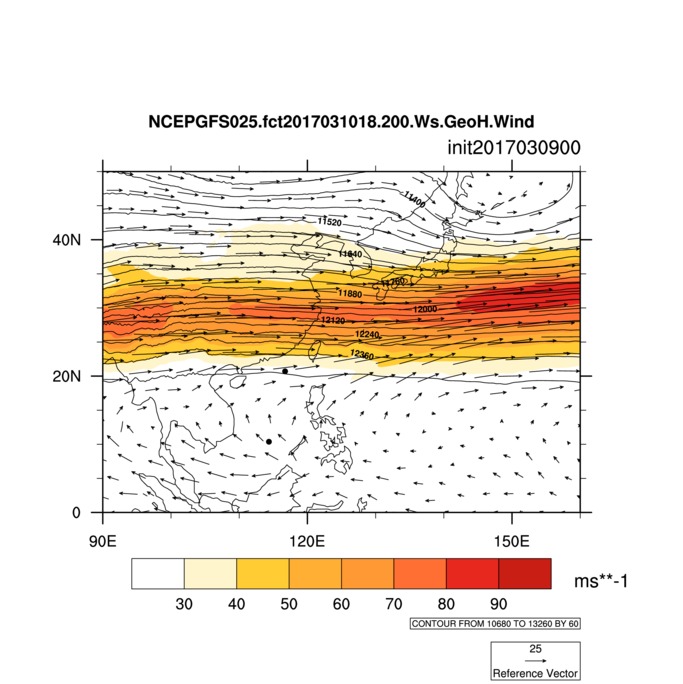 NCEPGFS025.fct2017031018.200.Ws.GeoH.Wind
init2017030900
11400
11520
40N
11640
11760
11880
12000
12120
12240
12360
20N
0
90E 120E 150E
30 40 50 60 70 80 90 ms**-1
CONTOUR FROM 10680 TO 13260 BY 60
25
Reference Vector